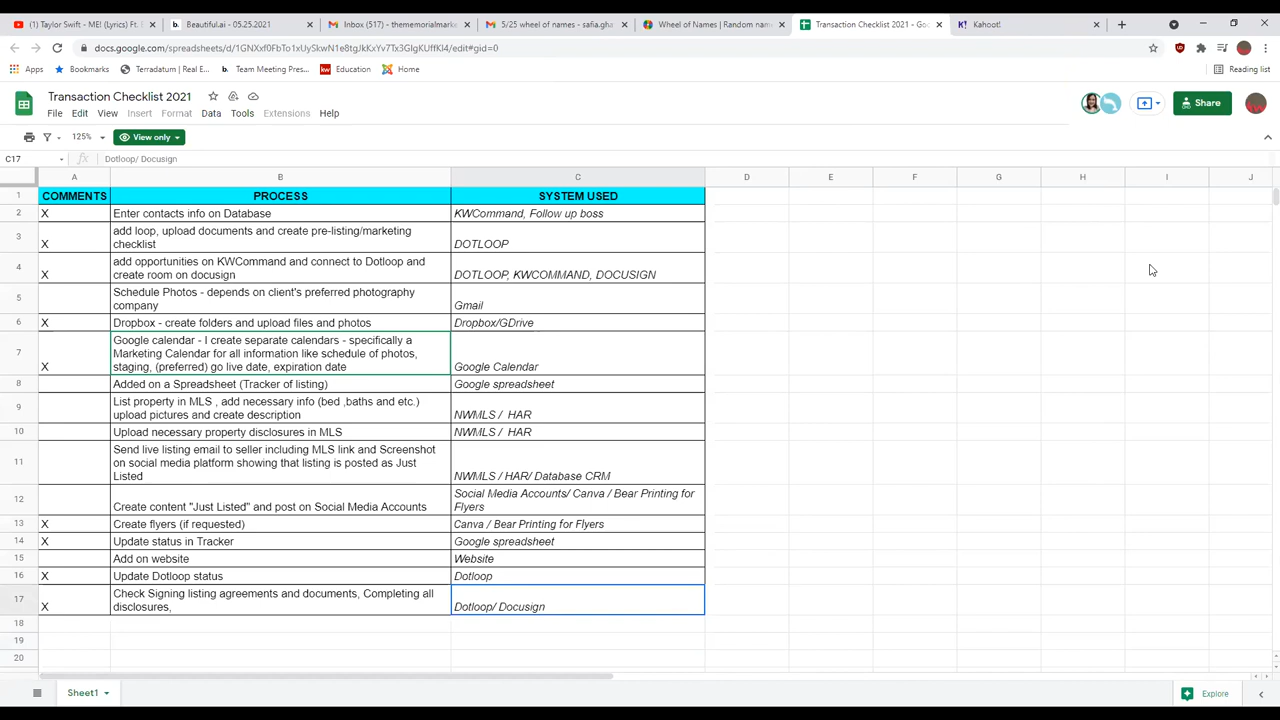 (1) Taylor Swift - ME! (Lyrics) Ft. B
b. Beautiful.ai - 05.25.2021
Inbox (517) - thememorialmarke
5/25 wheel of names - safia.gha
Wheel of Names | Random nam
Transaction Checklist 2021 - Goo
K! Kahoot!
docs.google.com/spreadsheets/d/1GNXxf0FbTo1xUySkwN1e8tgJkKxYv7Tx3GIgKUffKl4/edit#gid=0
Apps
Bookmarks
Terradatum | Real E...
b. Team Meeting Pres...
kw Education
Home
Reading list
Transaction Checklist 2021
File Edit View Insert Format Data Tools Extensions Help
Share
kw
125%
View only
C17
fx Dotloop/ Docusign
A B C D E F G H I J
1 COMMENTS PROCESS SYSTEM USED
2 X Enter contacts info on Database KWCommand, Follow up boss
add loop, upload documents and create pre-listing/marketing
3 X checklist DOTLOOP
add opportunities on KWCommand and connect to Dotloop and
4 X create room on docusign DOTLOOP, KWCOMMAND, DOCUSIGN
Schedule Photos - depends on client's preferred photography
5 company Gmail
6 X Dropbox - create folders and upload files and photos Dropbox/GDrive
Google calendar - I create separate calendars - specifically a
7 Marketing Calendar for all information like schedule of photos,
X staging, (preferred) go live date, expiration date Google Calendar
8 Added on a Spreadsheet (Tracker of listing) Google spreadsheet
List property in MLS , add necessary info (bed ,baths and etc.)
9 upload pictures and create description NWMLS / HAR
10 Upload necessary property disclosures in MLS NWMLS / HAR
Send live listing email to seller including MLS link and Screenshot
11 on social media platform showing that listing is posted as Just
Listed NWMLS / HAR/ Database CRM
Social Media Accounts/ Canva / Bear Printing for
12 Create content "Just Listed" and post on Social Media Accounts Flyers
13 X Create flyers (if requested) Canva / Bear Printing for Flyers
14 X Update status in Tracker Google spreadsheet
15 Add on website Website
16 X Update Dotloop status Dotloop
Check Signing listing agreements and documents, Completing all
17 X disclosures, Dotloop/ Docusign
18
19
20
Sheet1
Explore